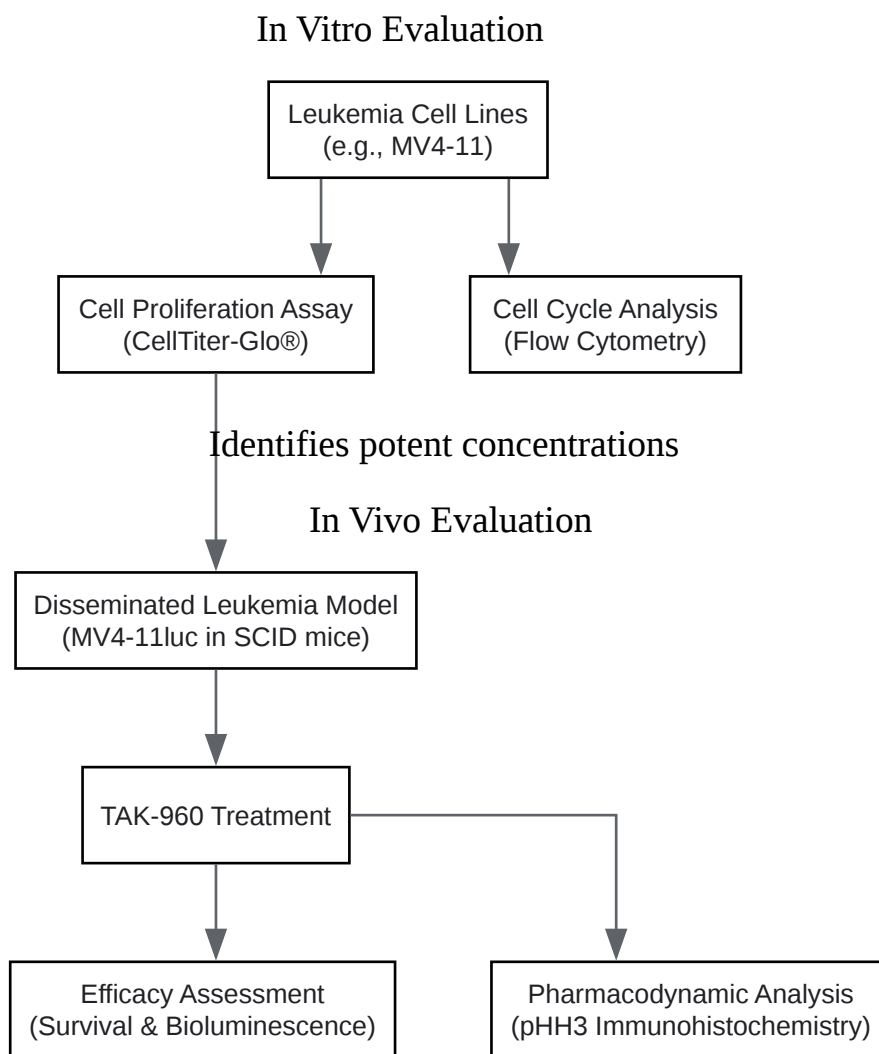 In Vitro Evaluation
Leukemia Cell Lines
(e.g., MV4-11)
Cell Proliferation Assay
(CellTiter-Glo®)
Cell Cycle Analysis
(Flow Cytometry)
Identifies potent concentrations
In Vivo Evaluation
Disseminated Leukemia Model
(MV4-11luc in SCID mice)
TAK-960 Treatment
Efficacy Assessment
(Survival & Bioluminescence)
Pharmacodynamic Analysis
(pHH3 Immunohistochemistry)